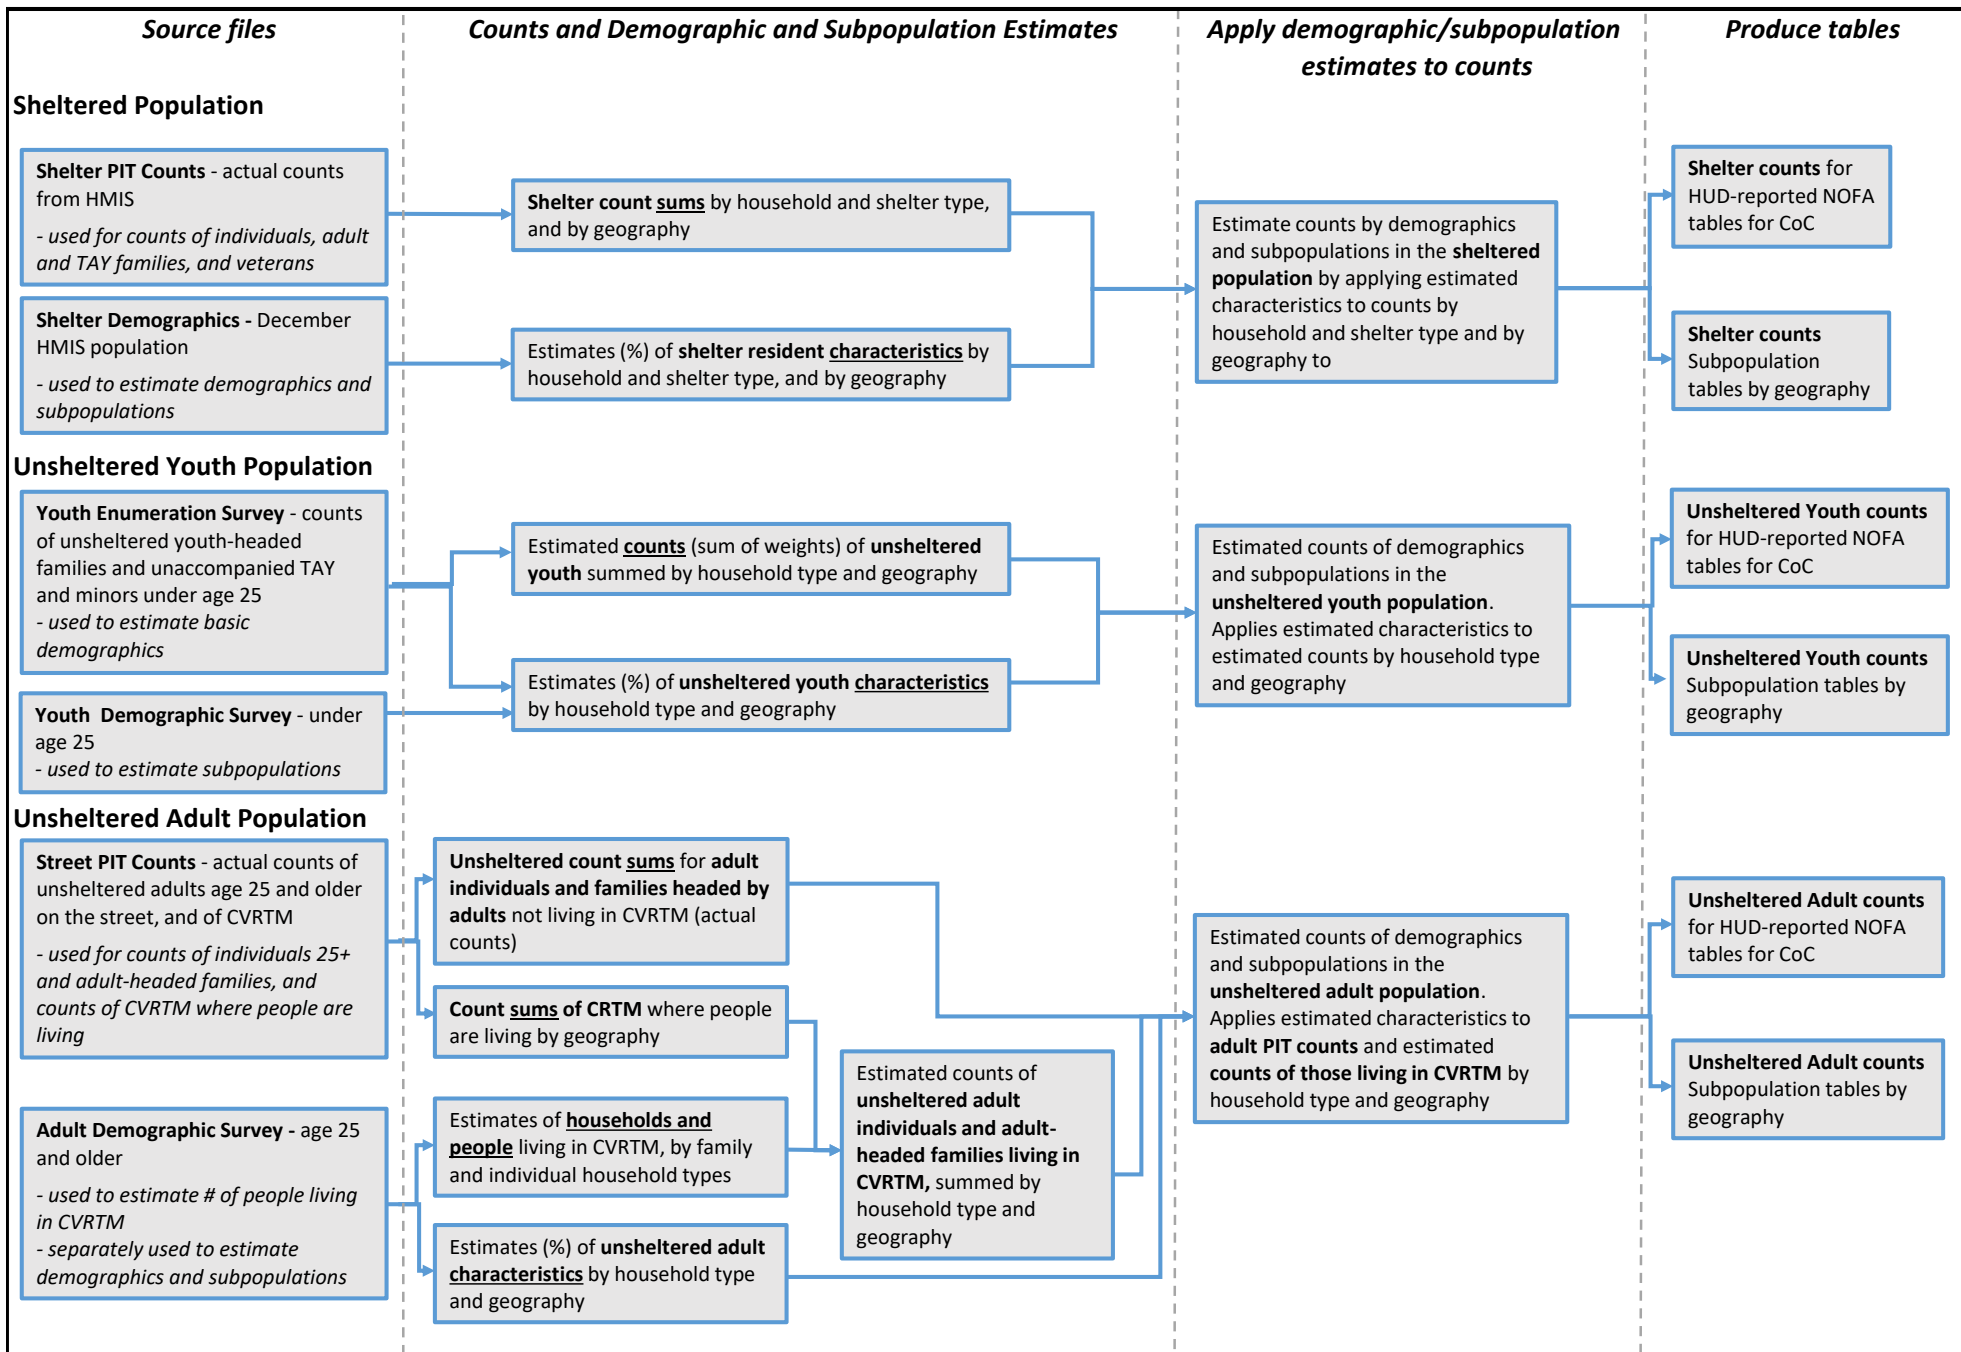 Source files
Counts and Demographic and Subpopulation Estimates
Apply demographic/subpopulation
estimates to counts
Produce tables
Sheltered Population
Shelter PIT Counts - actual counts
from HMIS
- used for counts of individuals, adult
and TAY families, and veterans
Shelter Demographics - December
HMIS population
- used to estimate demographics and
subpopulations
Shelter count sums by household and shelter type,
and by geography
Estimates (%) of shelter resident characteristics by
household and shelter type, and by geography
Estimate counts by demographics
and subpopulations in the sheltered
population by applying estimated
characteristics to counts by
household and shelter type and by
geography to
Shelter counts for
HUD-reported NOFA
tables for CoC
Shelter counts
Subpopulation
tables by geography
Unsheltered Youth Population
Youth Enumeration Survey - counts
of unsheltered youth-headed
families and unaccompanied TAY
and minors under age 25
- used to estimate basic
demographics
Youth  Demographic Survey - under
age 25
- used to estimate subpopulations
Estimated counts (sum of weights) of unsheltered
youth summed by household type and geography
Estimates (%) of unsheltered youth characteristics
by household type and geography
Estimated counts of demographics
and subpopulations in the
unsheltered youth population.
Applies estimated characteristics to
estimated counts by household type
and geography
Unsheltered Youth counts
for HUD-reported NOFA
tables for CoC
Unsheltered Youth counts
Subpopulation tables by
geography
Unsheltered Adult Population
Street PIT Counts - actual counts of
unsheltered adults age 25 and older
on the street, and of CVRTM
- used for counts of individuals 25+
and adult-headed families, and
counts of CVRTM where people are
living
Adult Demographic Survey - age 25
and older
- used to estimate # of people living
in CVRTM
- separately used to estimate
demographics and subpopulations
Unsheltered count sums for adult
individuals and families headed by
adults not living in CVRTM (actual
counts)
Count sums of CRTM where people
are living by geography
Estimates of households and
people living in CVRTM, by family
and individual household types
Estimates (%) of unsheltered adult
characteristics by household type
and geography
Estimated counts of
unsheltered adult
individuals and adult-
headed families living in
CVRTM, summed by
household type and
geography
Estimated counts of demographics
and subpopulations in the
unsheltered adult population.
Applies estimated characteristics to
adult PIT counts and estimated
counts of those living in CVRTM by
household type and geography
Unsheltered Adult counts
for HUD-reported NOFA
tables for CoC
Unsheltered Adult counts
Subpopulation tables by
geography